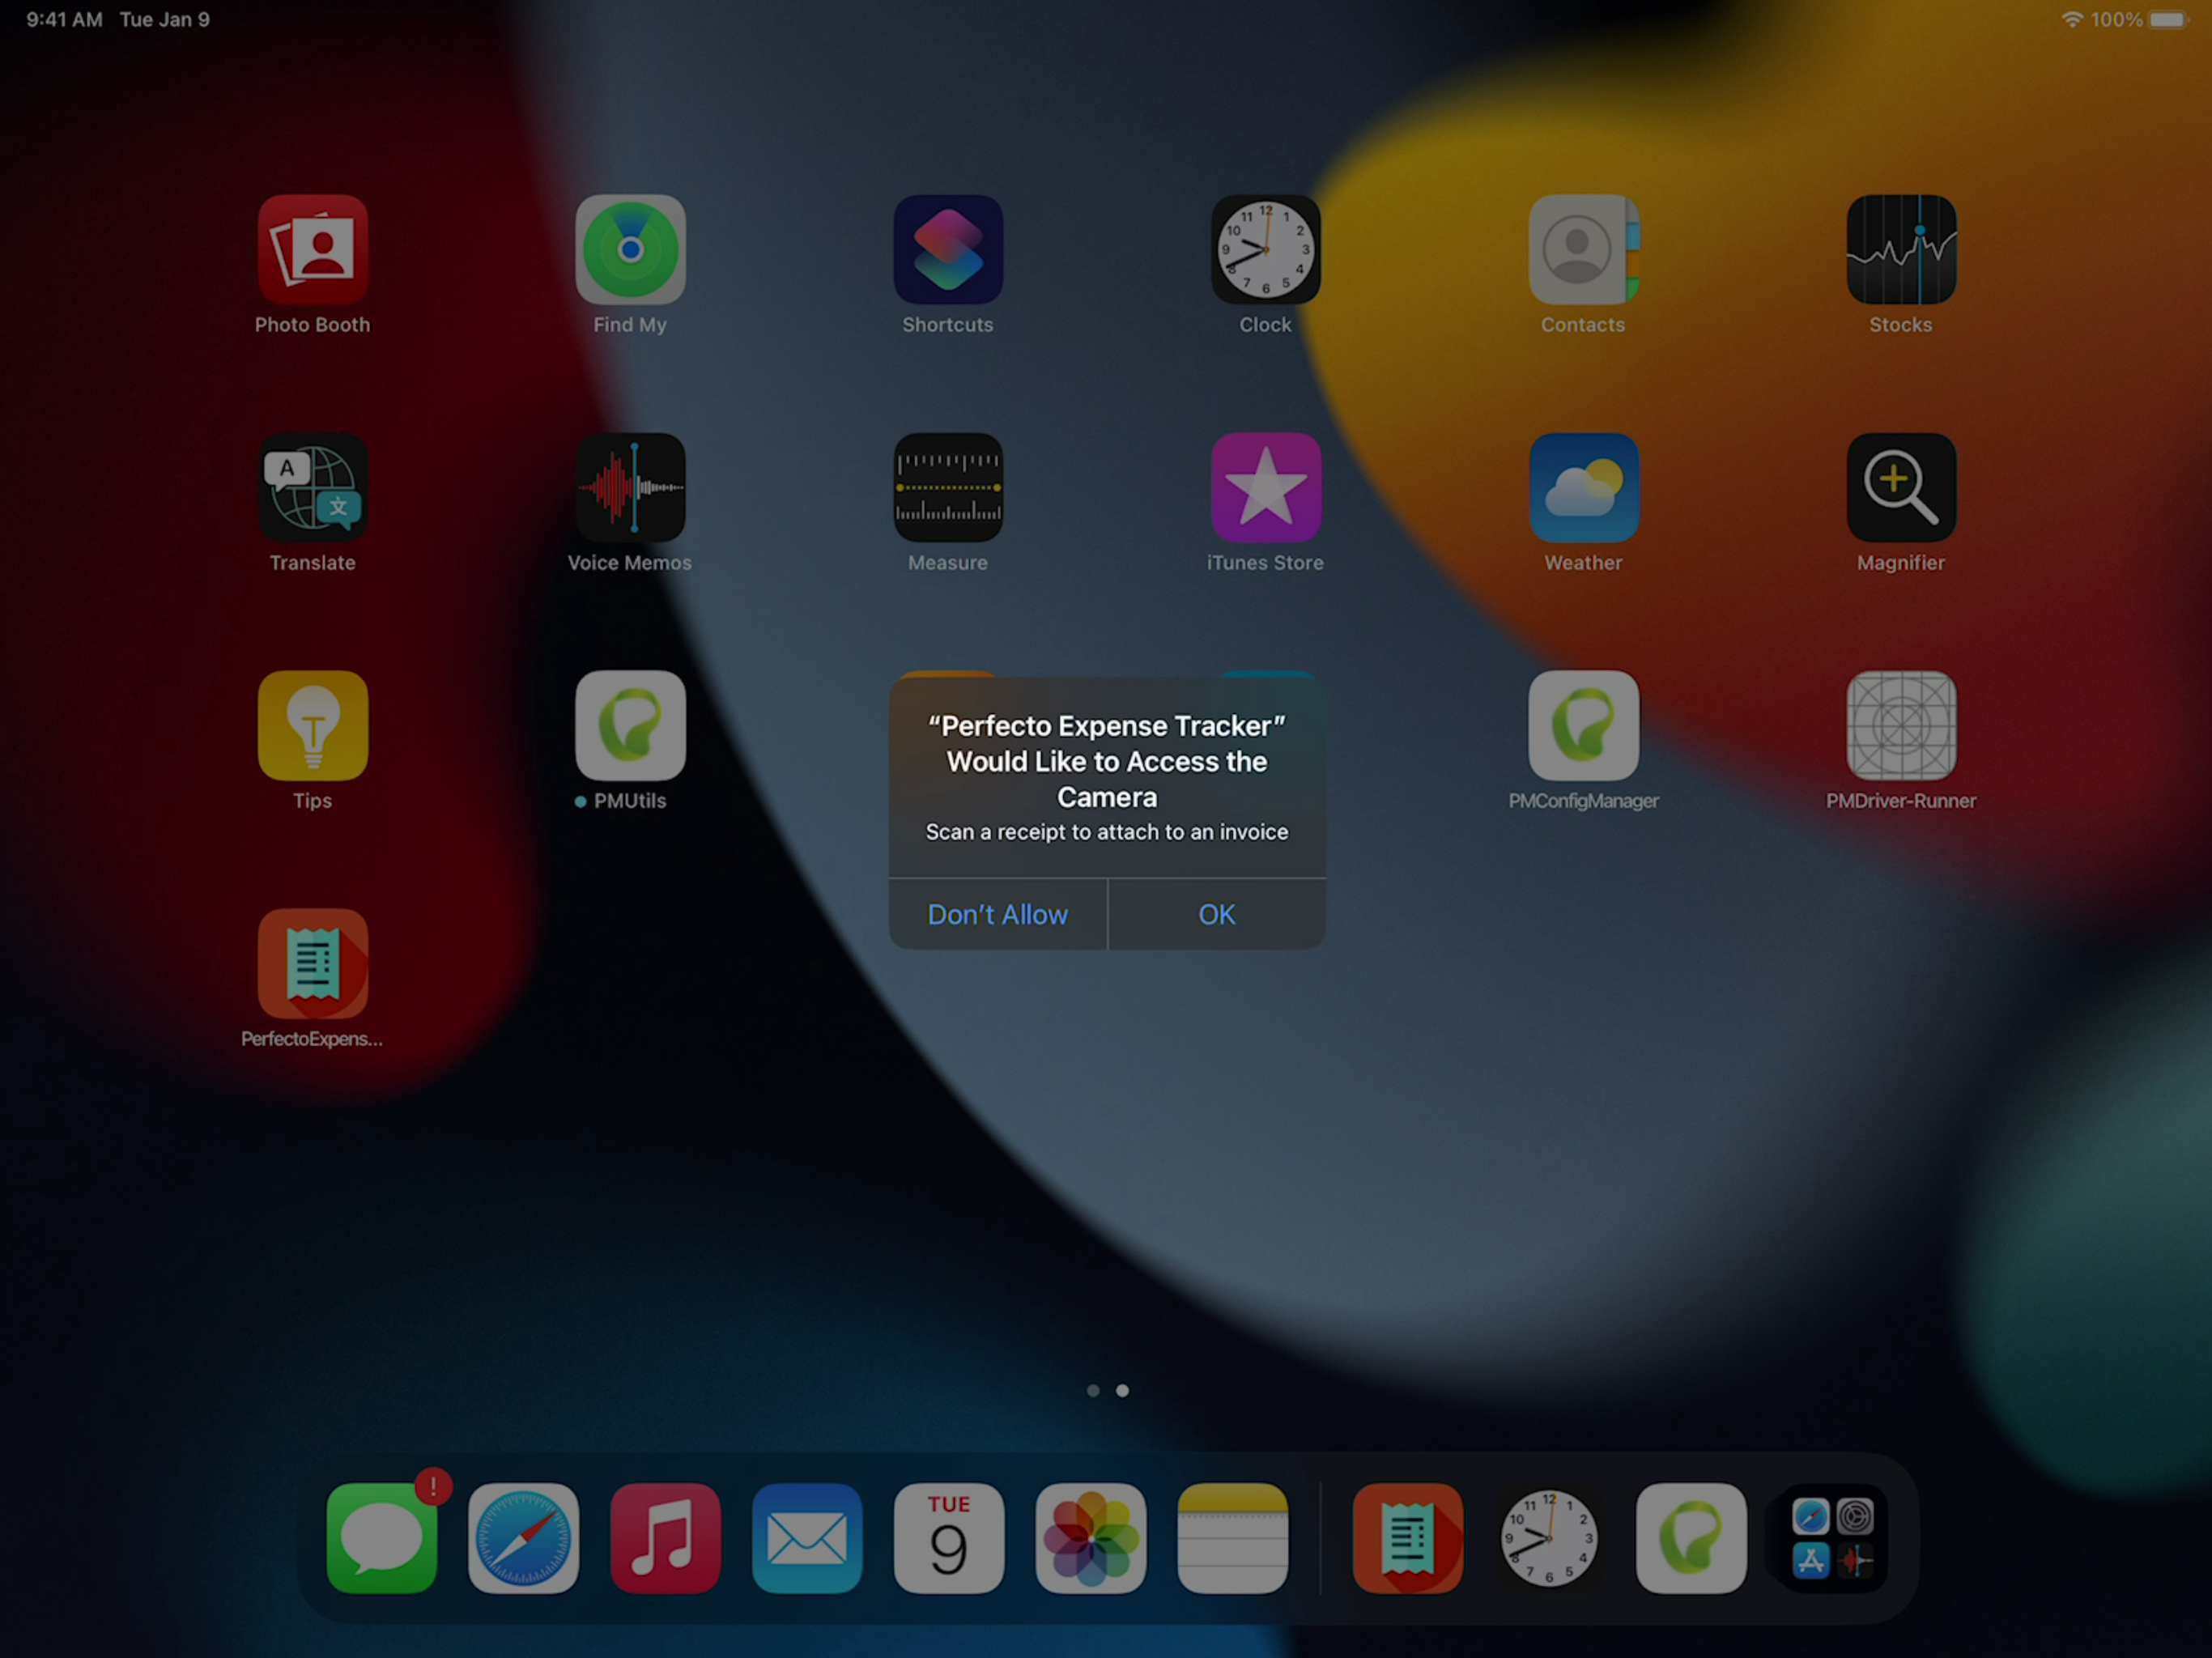 9:41 AM Tue Jan 9
100%
Photo Booth
Find My
Shortcuts
Clock
Contacts
Stocks
Translate
Voice Memos
Measure
iTunes Store
Weather
Magnifier
Tips
PMUtils
PMConfigManager
PMDriver-Runner
“Perfecto Expense Tracker”
Would Like to Access the
Camera
Scan a receipt to attach to an invoice
Don’t Allow
OK
PerfectoExpens...
!
TUE
9